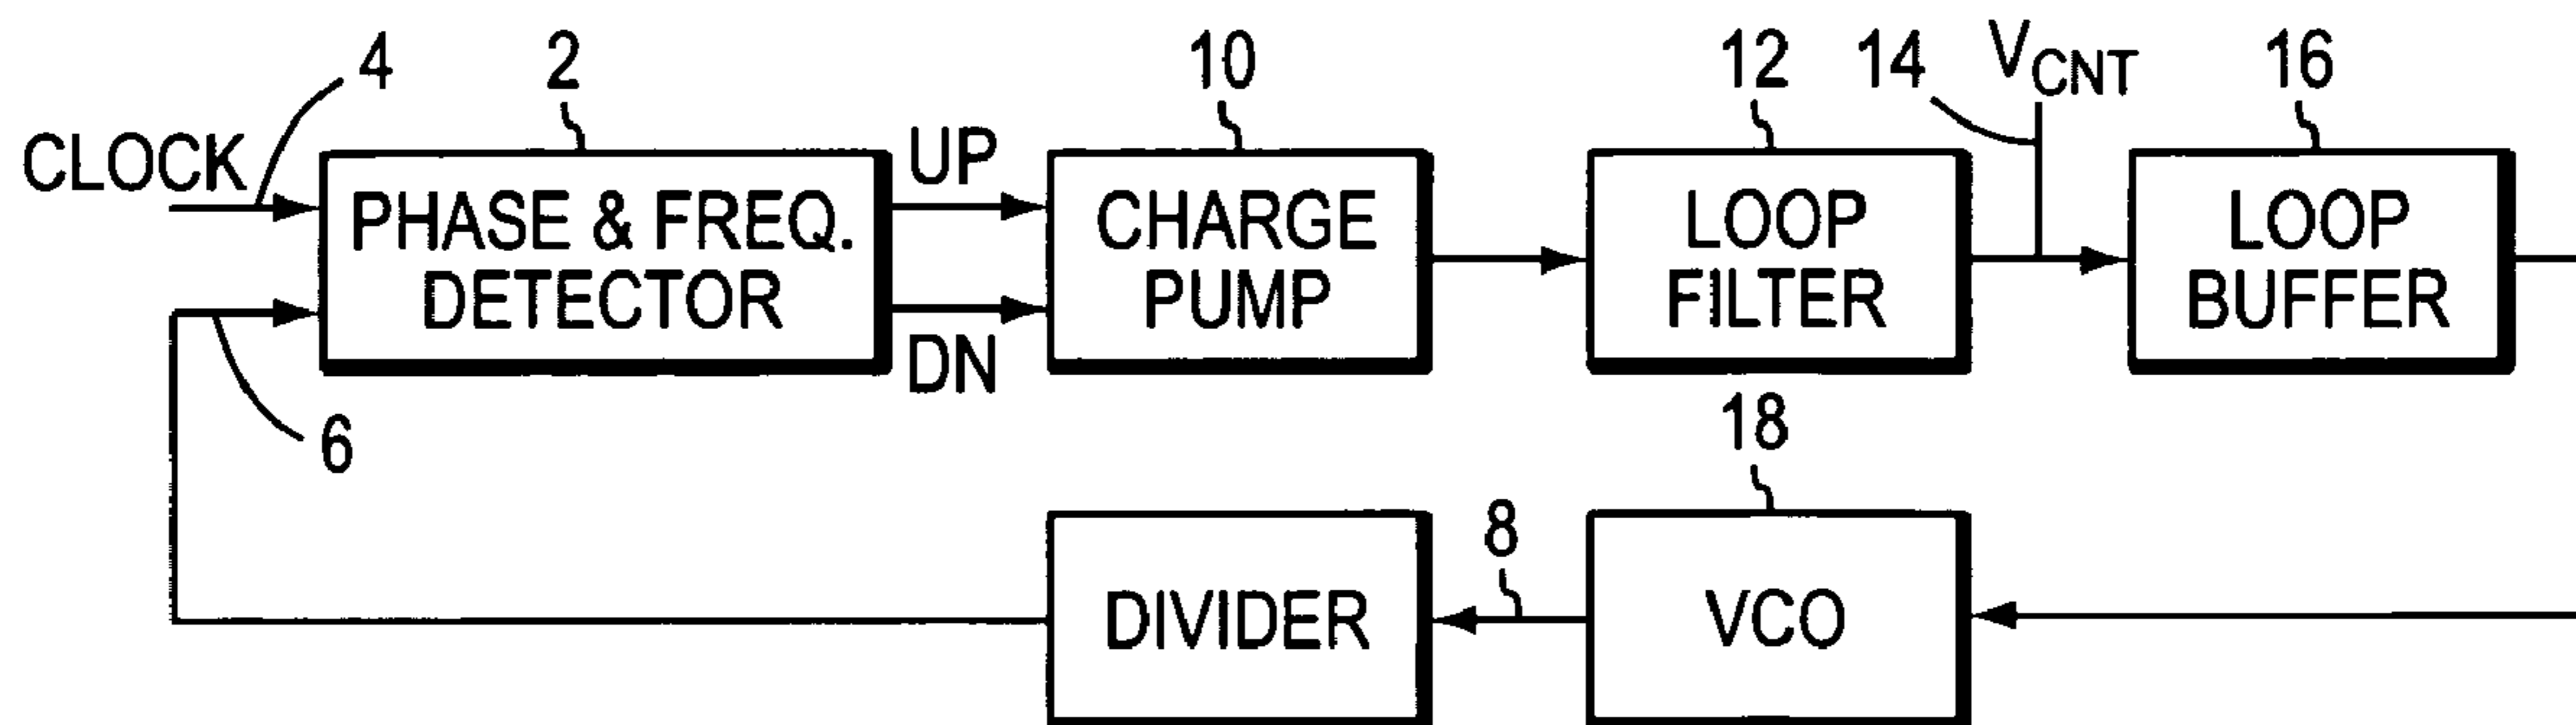 4
2
10
12
14
VCNT
16
CLOCK
UP
PHASE & FREQ.
DETECTOR
CHARGE
PUMP
LOOP
FILTER
LOOP
BUFFER
DN
6
18
8
DIVIDER
VCO